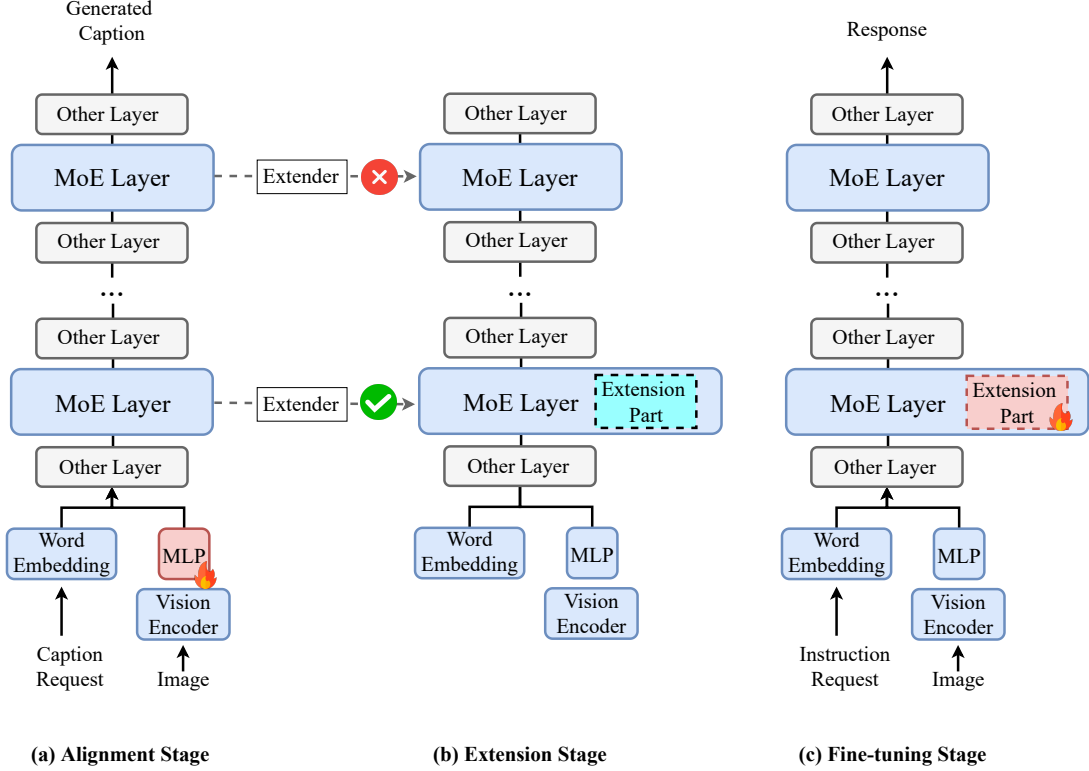 Generated
Caption
Other Layer
MoE Layer
Other Layer
...
Other Layer
MoE Layer
Other Layer
Word
Embedding
MLP
Vision
Encoder
Caption
Request
Image
(a) Alignment Stage
Extender
Extender
Other Layer
MoE Layer
Other Layer
...
Other Layer
MoE Layer
Extension
Part
Other Layer
Word
Embedding
MLP
Vision
Encoder
(b) Extension Stage
Response
Other Layer
MoE Layer
Other Layer
...
Other Layer
MoE Layer
Extension
Part
Other Layer
Word
Embedding
MLP
Vision
Encoder
Instruction
Request
Image
(c) Fine-tuning Stage